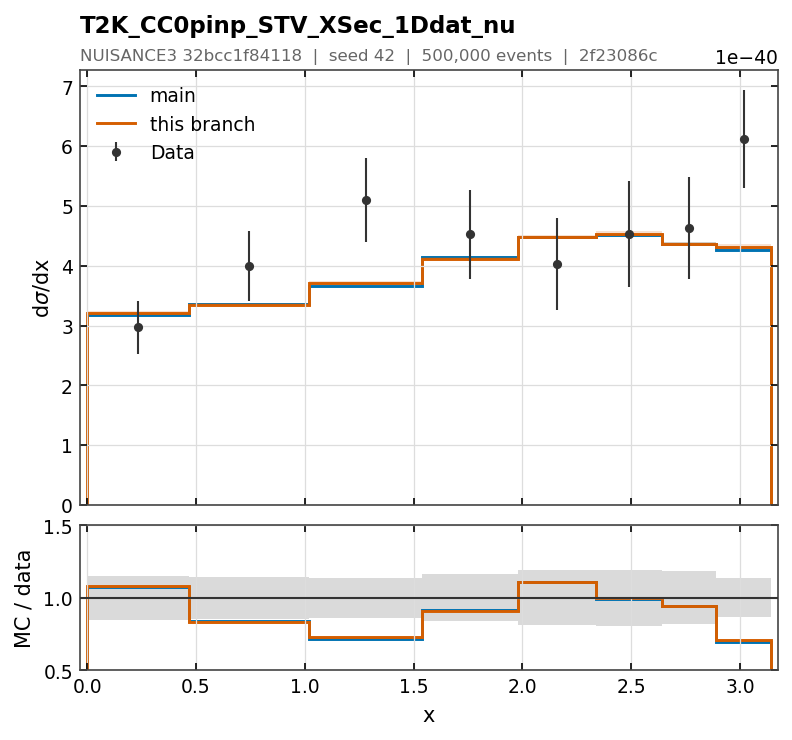 T2K_CC0pinp_STV_XSec_1Ddat_nu
NUISANCE3 32bcc1f84118 | seed 42 | 500,000 events | 2f23086c
1e−40
main
this branch
Data
dσ/dx
7
6
5
4
3
2
1
0
MC / data
1.5
1.0
0.5
0.0 0.5 1.0 1.5 2.0 2.5 3.0
x